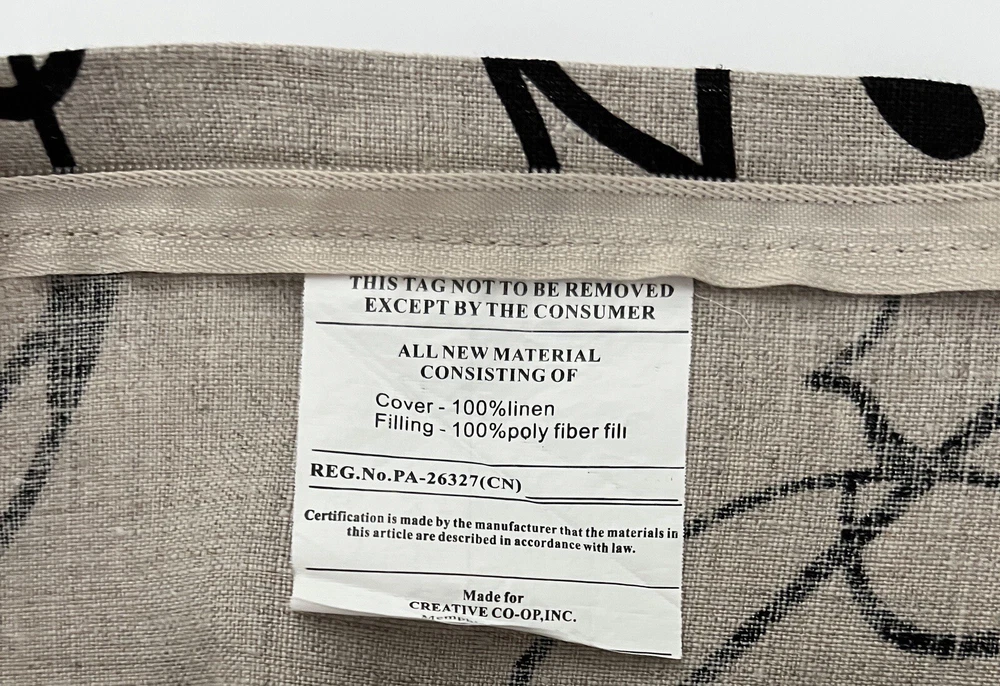 THIS TAG NOT TO BE REMOVED
EXCEPT BY THE CONSUMER
ALL NEW MATERIAL
CONSISTING OF
Cover - 100%linen
Filling - 100%poly fiber fill
REG.No.PA-26327(CN)
Certification is made by the manufacturer that the materials in
this article are described in accordance with law.
Made for
CREATIVE CO-OP,INC.